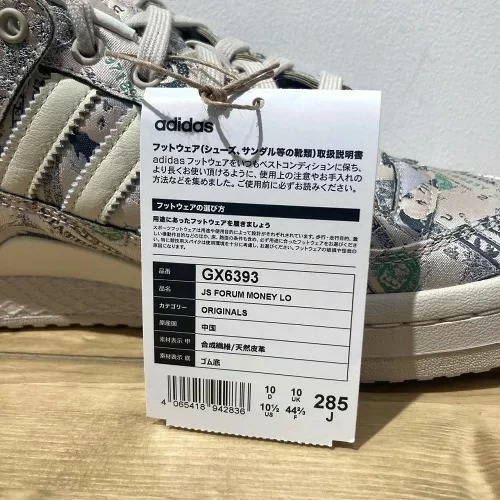 adidas
フットウェア(シューズ、サンダル等の靴類)取扱説明書
adidas フットウェアをいつもベストコンディションに保ち、
より長くお使い頂けるように、使用上の注意やお手入れの
方法などを集めました。ご使用前に必ずお読みください。
フットウェアの選び方
用途にあったフットウェアを履きましょう
品番 GX6393
品名 JS FORUM MONEY LO
カテゴリー ORIGINALS
原産国 中国
素材表示 甲 合成繊維/天然皮革
素材表示 底 ゴム底
4 065418 942836
10 D 10 UK
10½ US 44⅔ F
285 J